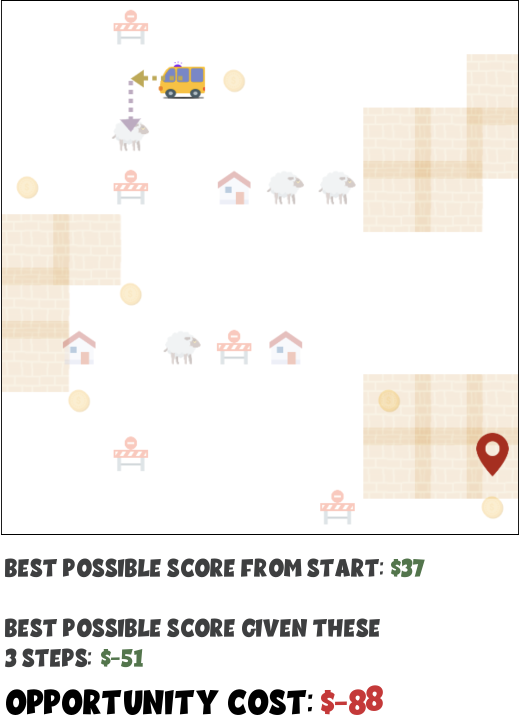 BEST POSSIBLE SCORE FROM START: $37
BEST POSSIBLE SCORE GIVEN THESE
3 STEPS: $-51
OPPORTUNITY COST: $-88